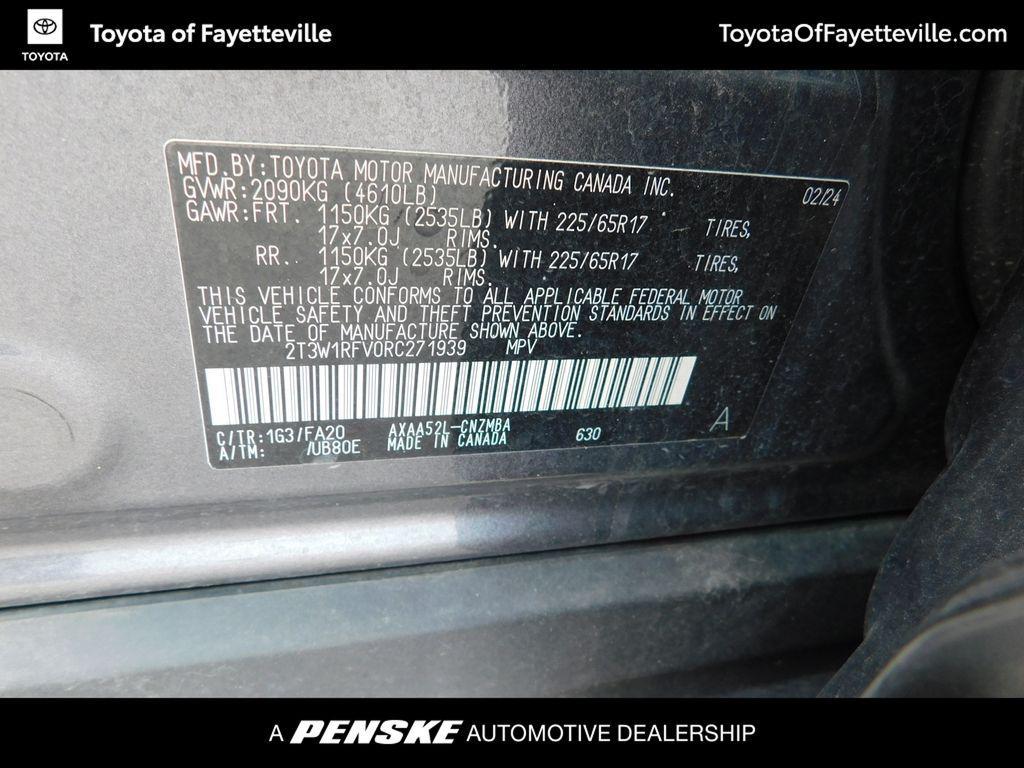 TOYOTA
Toyota of Fayetteville
ToyotaOfFayetteville.com
MFD. BY: TOYOTA MOTOR MANUFACTURING CANADA INC.
GVWR: 2090KG (4610LB) 02/24
GAWR: FRT. 1150KG (2535LB) WITH 225/65R17 TIRES,
17x7.0J RIMS.
RR. 1150KG (2535LB) WITH 225/65R17 TIRES,
17x7.0J RIMS.
THIS VEHICLE CONFORMS TO ALL APPLICABLE FEDERAL MOTOR
VEHICLE SAFETY AND THEFT PREVENTION STANDARDS IN EFFECT ON
THE DATE OF MANUFACTURE SHOWN ABOVE.
2T3W1RFV0RC271939 MPV
C/TR: 1G3/FA20 AXAA52L-CNZMBA 630 A
A/TM: /UB80E MADE IN CANADA
A PENSKE AUTOMOTIVE DEALERSHIP